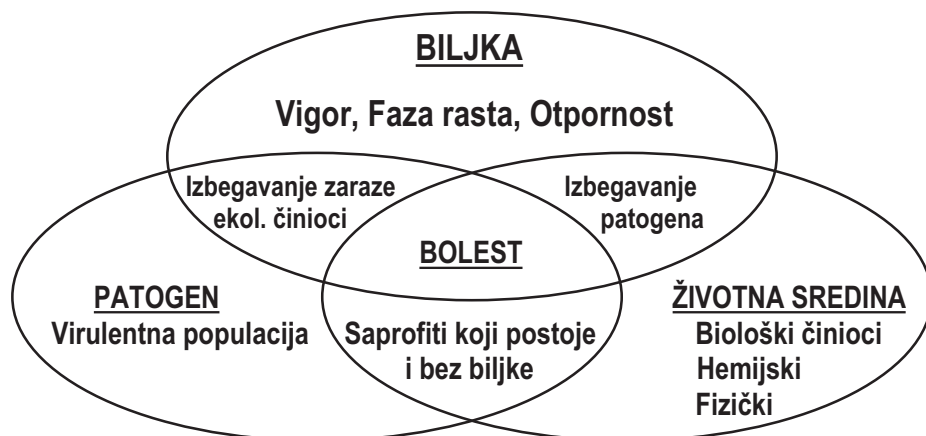 BILJKA
Vigor, Faza rasta, Otpornost
Izbegavanje zaraze
ekol. činioci
Izbegavanje
patogena
BOLEST
PATOGEN
Virulentna populacija
Saprofiti koji postoje
i bez biljke
ŽIVOTNA SREDINA
Biološki činioci
Hemijski
Fizički